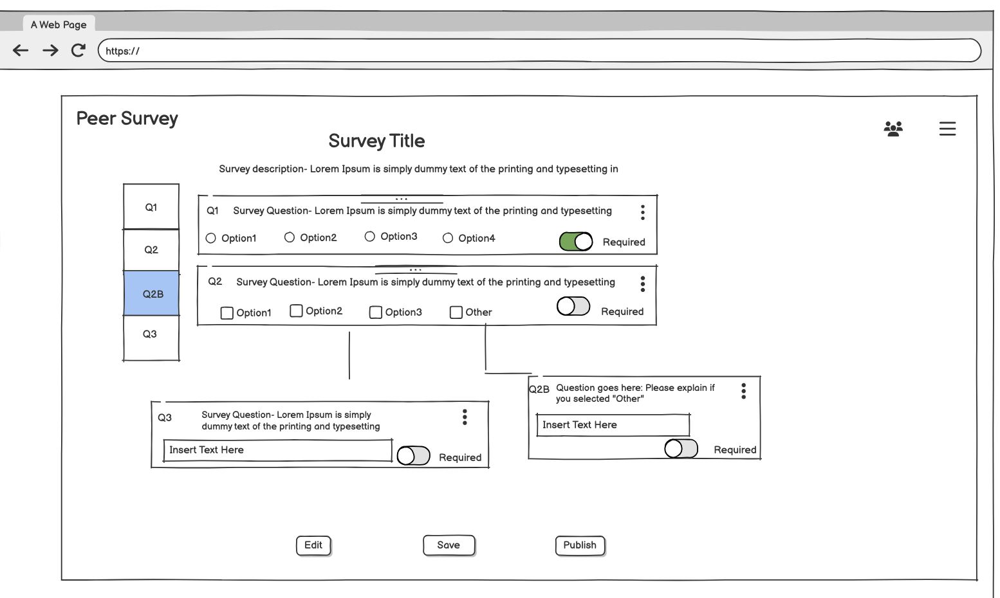 A Web Page
https://
Peer Survey
Survey Title
Survey description- Lorem Ipsum is simply dummy text of the printing and typesetting in
Q1
Q2
Q2B
Q3
Q1 Survey Question- Lorem Ipsum is simply dummy text of the printing and typesetting
Option1 Option2 Option3 Option4 Required
Q2 Survey Question- Lorem Ipsum is simply dummy text of the printing and typesetting
Option1 Option2 Option3 Other Required
Q2B Question goes here: Please explain if
you selected "Other"
Insert Text Here
Required
Q3 Survey Question- Lorem Ipsum is simply
dummy text of the printing and typesetting
Insert Text Here
Required
Edit Save Publish